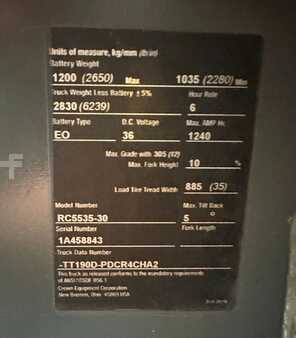 Units of measure, kg/mm (lb/in)
Battery Weight
1200 (2650) Max 1035 (2280) Min
Truck Weight Less Battery ± 5% Hour Rate
2830 (6239) 6
Battery Type D.C. Voltage Max. AMP Hr.
EO 36 1240
Max. Grade with 305 (12)
Max. Fork Height 10 %
Load Tire Tread Width 885 (35)
Model Number Max. Tilt Back
RC5535-30 5 °
Serial Number Fork Length
1A458843
Truck Data Number
-TT190D-PDCR4CHA2
This truck as released conforms to the mandatory requirements
of ANSI/ITSDF B56.1
Crown Equipment Corporation
New Bremen, Ohio 45869 USA